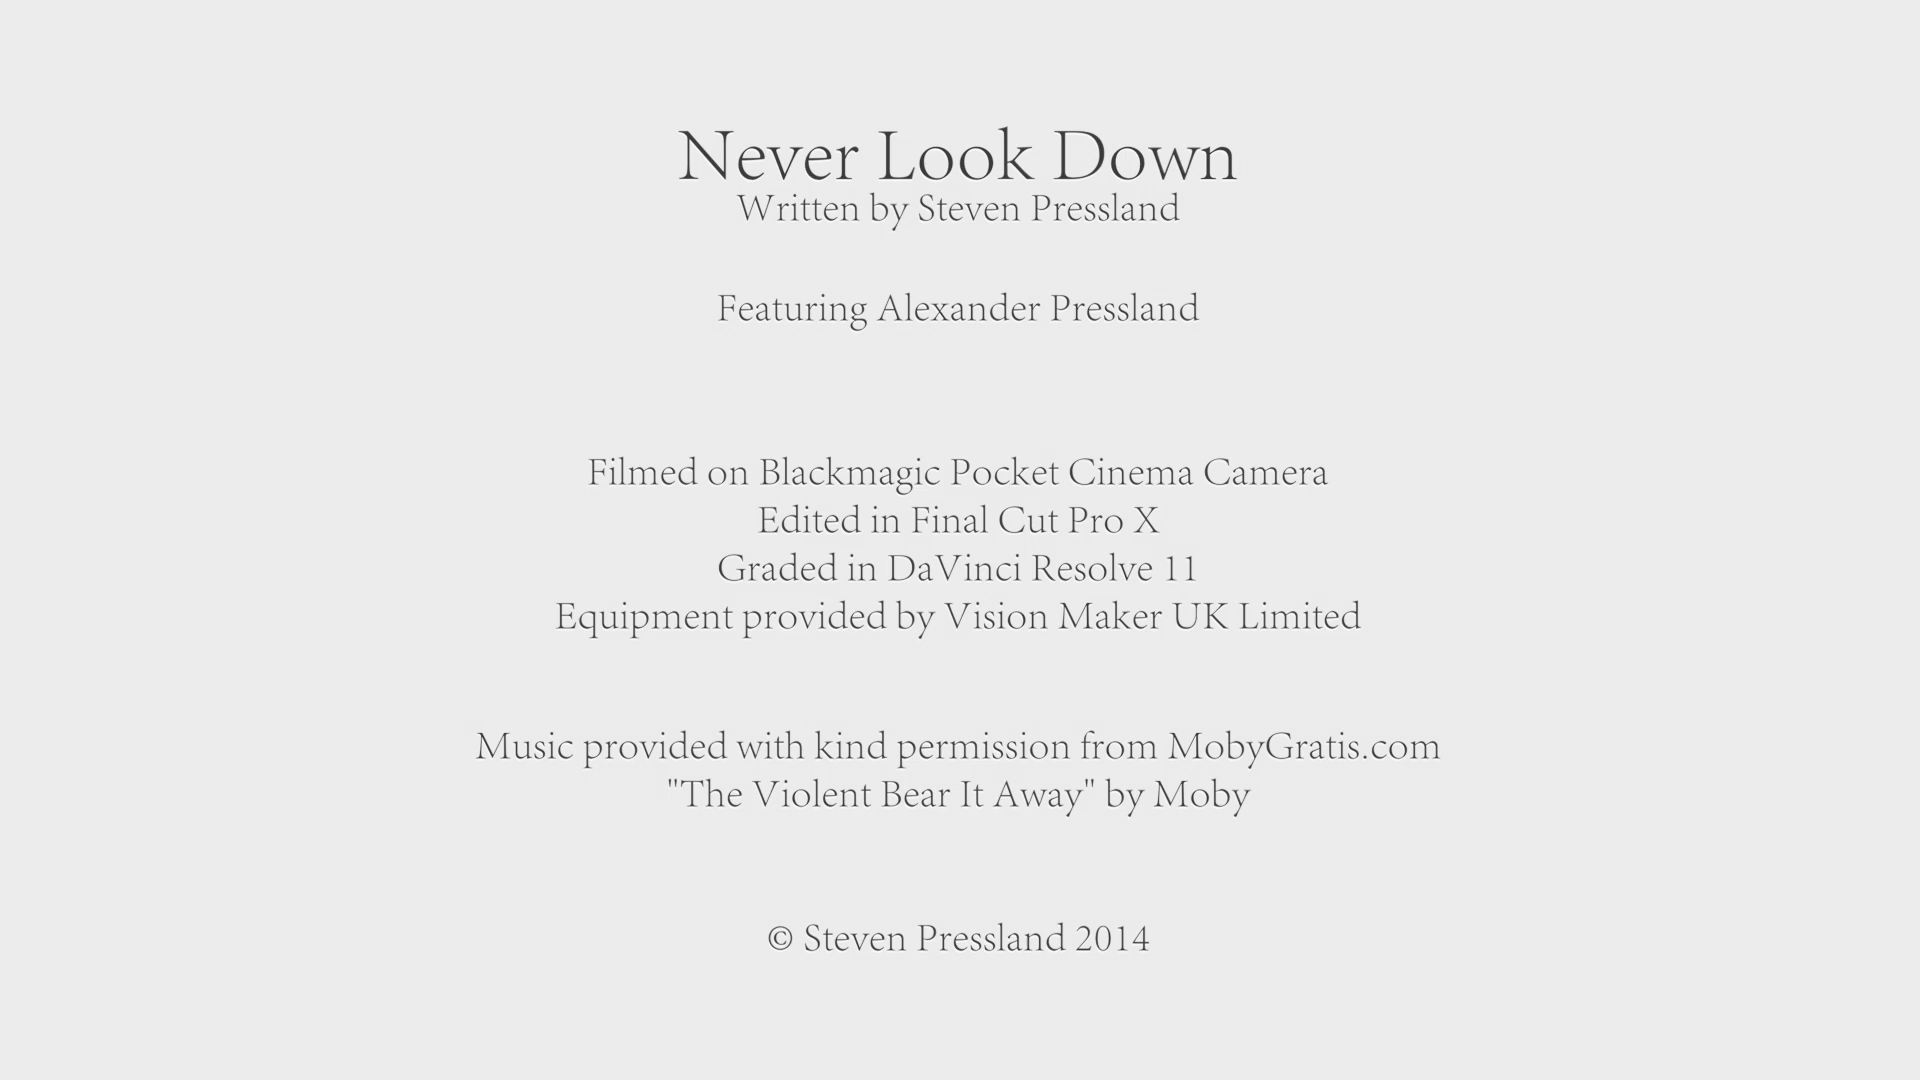 Never Look Down
Written by Steven Pressland
Featuring Alexander Pressland
Filmed on Blackmagic Pocket Cinema Camera
Edited in Final Cut Pro X
Graded in DaVinci Resolve 11
Equipment provided by Vision Maker UK Limited
Music provided with kind permission from MobyGratis.com
"The Violent Bear It Away" by Moby
© Steven Pressland 2014